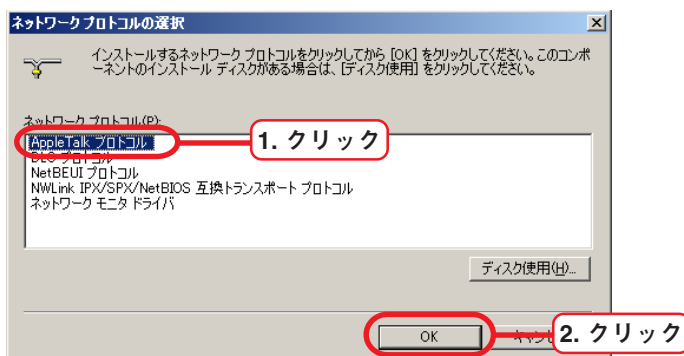 ネットワーク プロトコルの選択
インストールするネットワーク プロトコルをクリックしてから [OK] をクリックしてください。このコンポ
ーネントのインストール ディスクがある場合は、[ディスク使用] をクリックしてください。
ネットワーク プロトコル(P):
AppleTalk プロトコル
1. クリック
DLC プロトコル
NetBEUI プロトコル
NWLink IPX/SPX/NetBIOS 互換トランスポート プロトコル
ネットワーク モニタ ドライバ
ディスク使用(H)...
OK
2. クリック